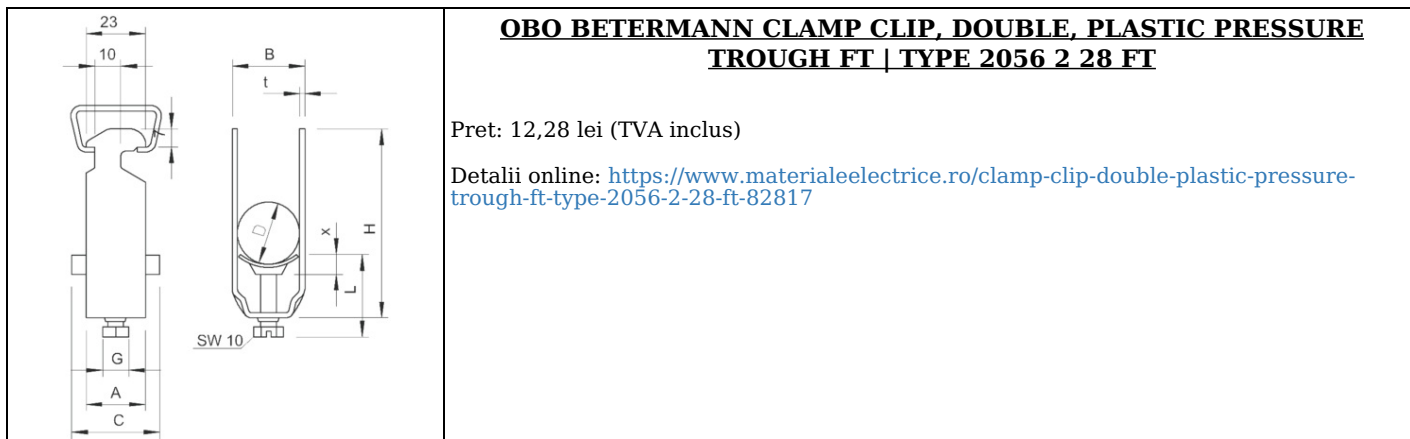 OBO BETERMANN CLAMP CLIP, DOUBLE, PLASTIC PRESSURE
TROUGH FT | TYPE 2056 2 28 FT
Pret: 12,28 lei (TVA inclus)
Detalii online: https://www.materialeelectrice.ro/clamp-clip-double-plastic-pressure-
trough-ft-type-2056-2-28-ft-82817
23
10
7
B
t
D
x
H
L
SW 10
G
A
C